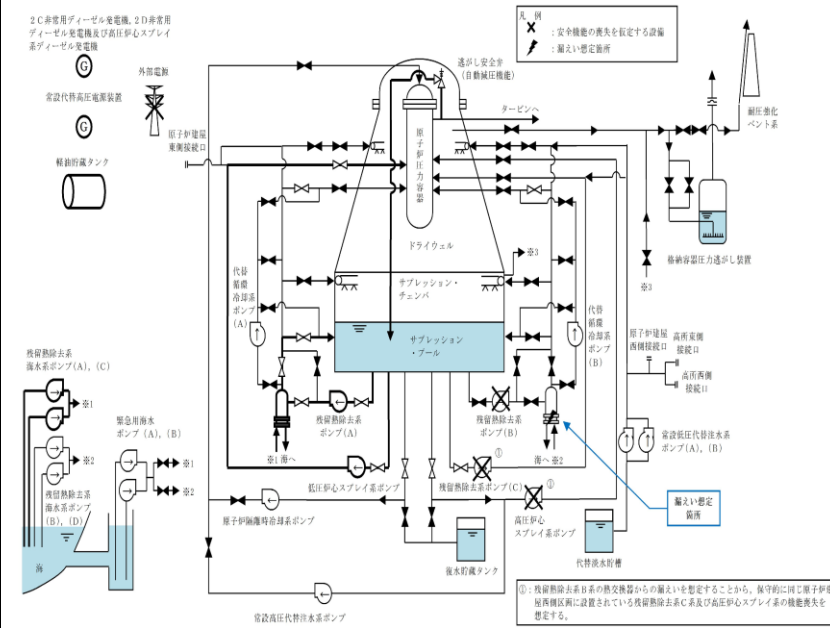 2C非常用ディーゼル発電機，2D非常用
ディーゼル発電機及び高圧炉心スプレイ
系ディーゼル発電機
G
外部電源
常設代替高圧電源装置
G
軽油貯蔵タンク
凡 例
：安全機能の喪失を仮定する設備
：漏えい想定箇所
逃がし安全弁
(自動減圧機能)
タービンへ
原子炉建屋
東側接続口
原子炉圧力容器
ドライウェル
耐圧強化
ベント系
格納容器圧力逃がし装置
※3
※3
サプレッション・
チェンバ
サプレッション
・プール
代替
循環
冷却系
ポンプ
(A)
代替
循環
冷却系
ポンプ
(B)
原子炉建屋
西側接続口
高所東側
接続口
高所西側
接続口
残留熱除去系
海水系ポンプ(A)，(C)
※1
※2
緊急用海水
ポンプ(A)，(B)
※1
※2
残留熱除去系
海水系ポンプ
(B)，(D)
海
残留熱除去系
ポンプ(A)
※1 海へ
残留熱除去系
ポンプ(B)
海へ ※2
常設低圧代替注水系
ポンプ(A)，(B)
①
低圧炉心スプレイ系ポンプ
残留熱除去系ポンプ(C)
①
原子炉隔離時冷却系ポンプ
高圧炉心
スプレイ系ポンプ
漏えい想定
箇所
復水貯蔵タンク
代替淡水貯槽
常設高圧代替注水系ポンプ
①：残留熱除去系B系の熱交換器からの漏えいを想定することから，保守的に同じ原子炉建
屋西側区画に設置されている残留熱除去系C系及び高圧炉心スプレイ系の機能喪失を
想定する。